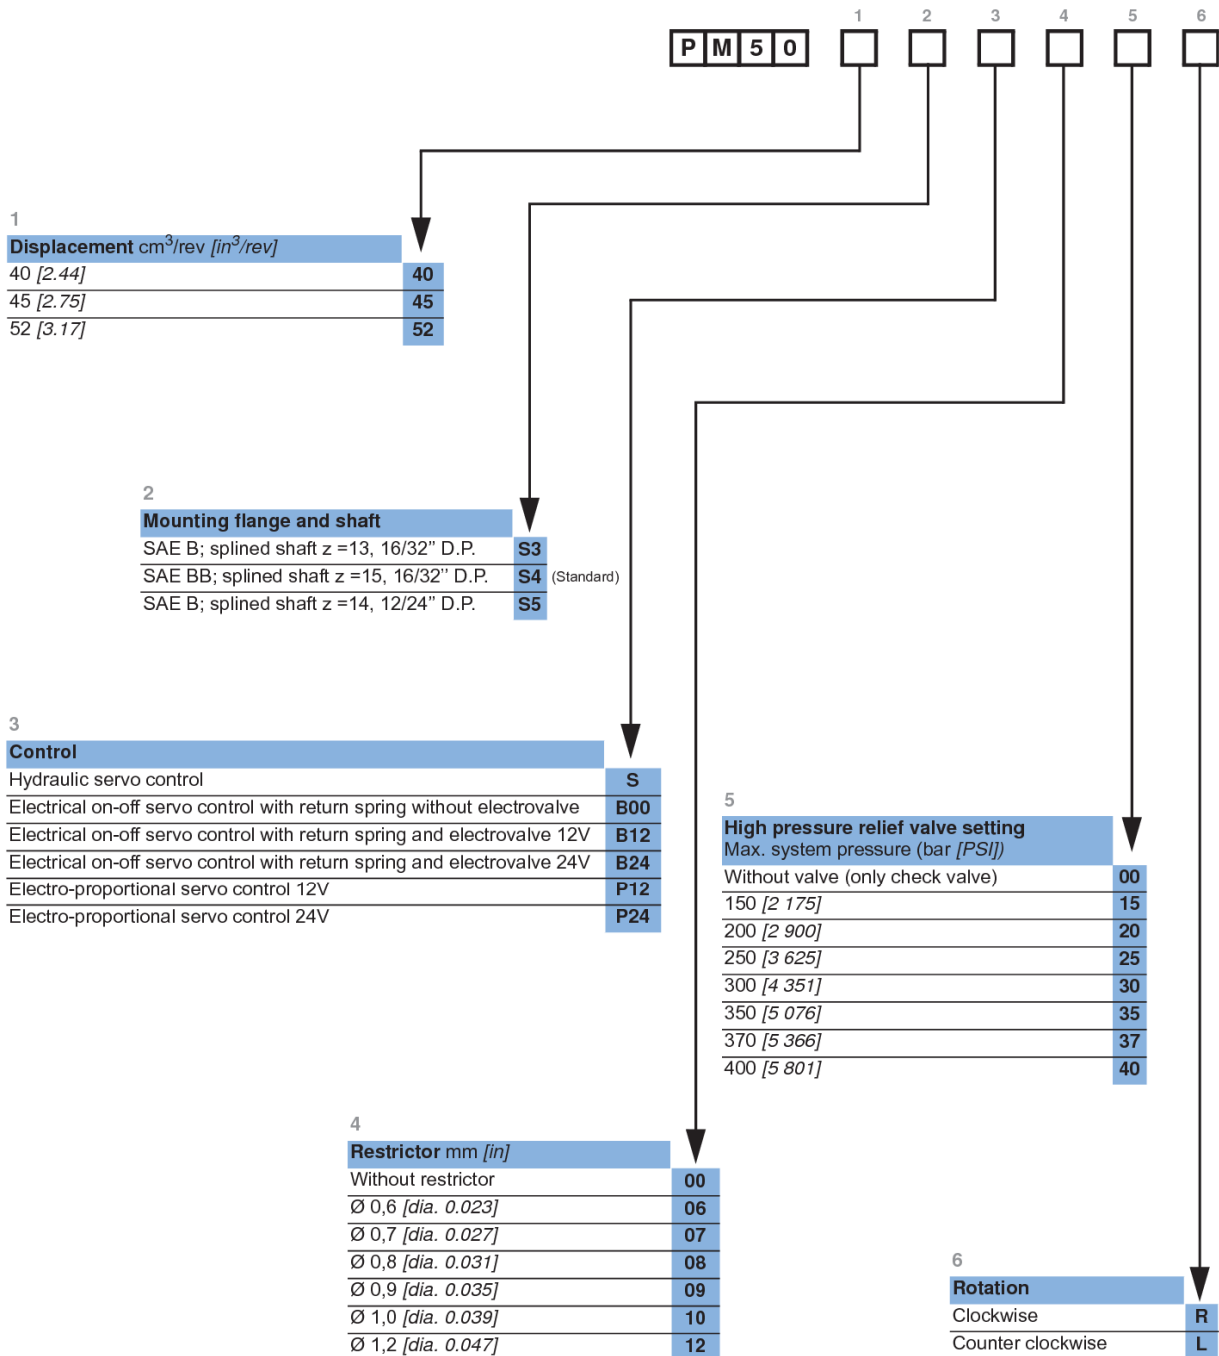 1 2 3 4 5 6
P M 5 0
1
Displacement cm³/rev [in³/rev]
40 [2.44] 40
45 [2.75] 45
52 [3.17] 52
2
Mounting flange and shaft
SAE B; splined shaft z =13, 16/32” D.P. S3
SAE BB; splined shaft z =15, 16/32’’ D.P. S4 (Standard)
SAE B; splined shaft z =14, 12/24” D.P. S5
3
Control
Hydraulic servo control S
Electrical on-off servo control with return spring without electrovalve B00
Electrical on-off servo control with return spring and electrovalve 12V B12
Electrical on-off servo control with return spring and electrovalve 24V B24
Electro-proportional servo control 12V P12
Electro-proportional servo control 24V P24
5
High pressure relief valve setting
Max. system pressure (bar [PSI])
Without valve (only check valve) 00
150 [2 175] 15
200 [2 900] 20
250 [3 625] 25
300 [4 351] 30
350 [5 076] 35
370 [5 366] 37
400 [5 801] 40
4
Restrictor mm [in]
Without restrictor 00
Ø 0,6 [dia. 0.023] 06
Ø 0,7 [dia. 0.027] 07
Ø 0,8 [dia. 0.031] 08
Ø 0,9 [dia. 0.035] 09
Ø 1,0 [dia. 0.039] 10
Ø 1,2 [dia. 0.047] 12
6
Rotation
Clockwise R
Counter clockwise L